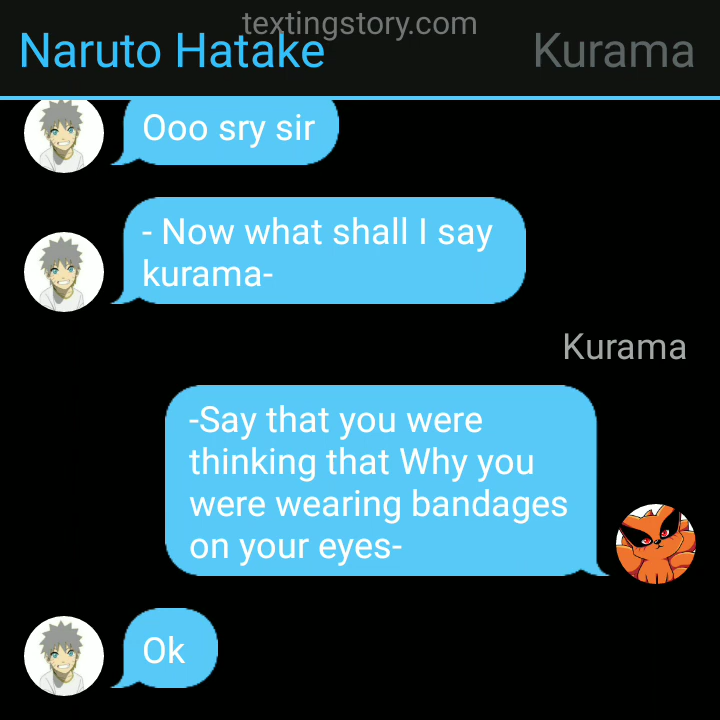 textingstory.com
Naruto Hatake
Kurama
Ooo sry sir
- Now what shall I say
kurama-
Kurama
-Say that you were
thinking that Why you
were wearing bandages
on your eyes-
Ok